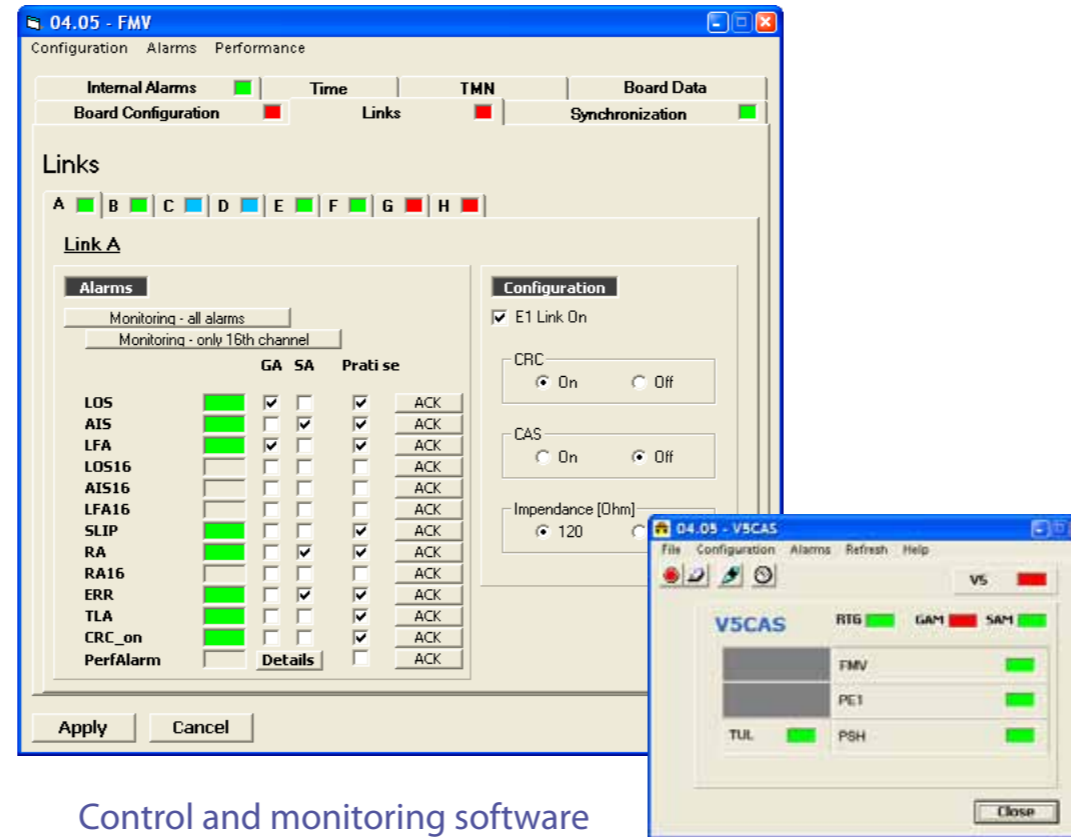 04.05 - FMV
Configuration Alarms Performance
Internal Alarms Time TMN Board Data
Board Configuration Links Synchronization
Links
A B C D E F G H
Link A
Alarms
Monitoring - all alarms
Monitoring - only 16th channel
GA SA Prati se
LOS ACK
AIS ACK
LFA ACK
LOS16 ACK
AIS16 ACK
LFA16 ACK
SLIP ACK
RA ACK
RA16 ACK
ERR ACK
TLA ACK
CRC_on ACK
PerfAlarm Details ACK
Configuration
E1 Link On
CRC
On Off
CAS
On Off
Impendance [Ohm]
120
Apply Cancel
04.05 - V5CAS
File Configuration Alarms Refresh Help
V5
V5CAS RTG GAM SAM
FMV
PE1
TUL PSH
Close
Control and monitoring software